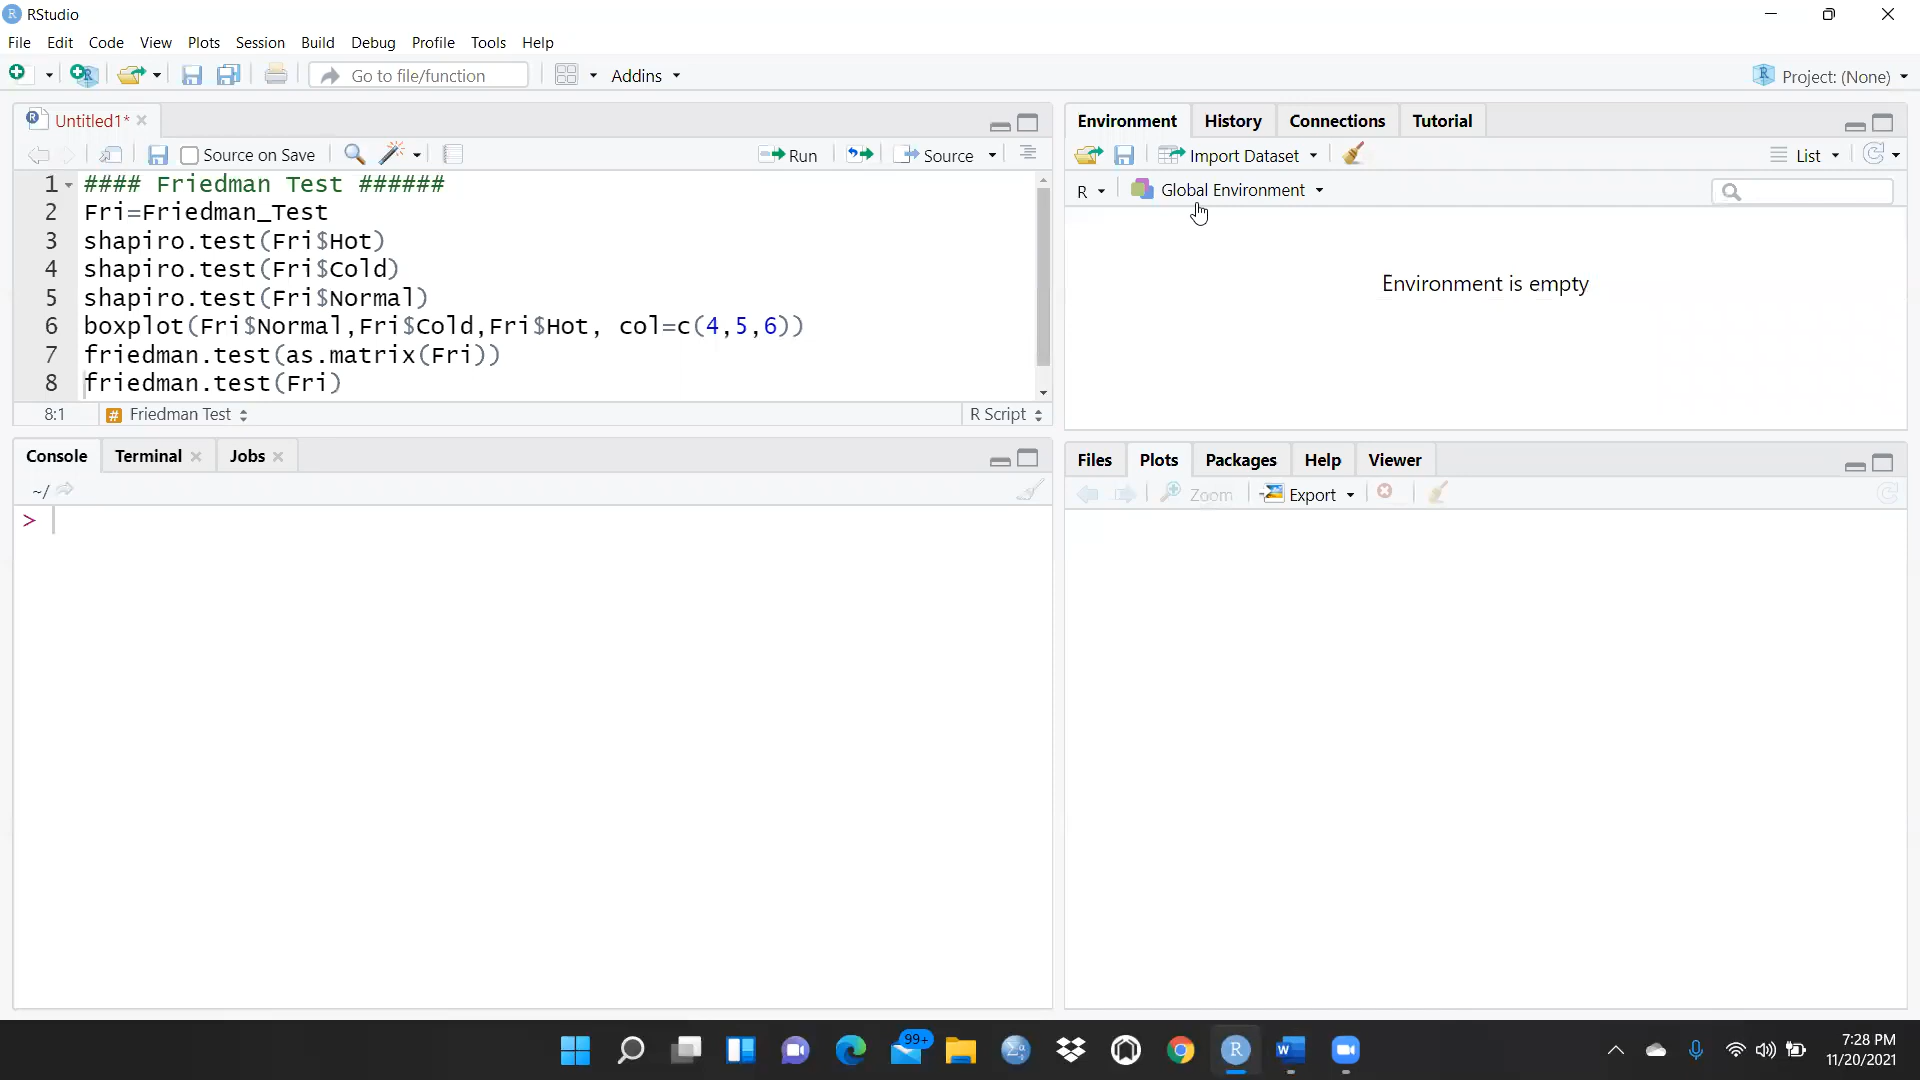 RStudio
File Edit Code View Plots Session Build Debug Profile Tools Help
Go to file/function Addins Project: (None)
Untitled1*
Source on Save Run Source
1 #### Friedman Test ######
2 Fri=Friedman_Test
3 shapiro.test(Fri$Hot)
4 shapiro.test(Fri$Cold)
5 shapiro.test(Fri$Normal)
6 boxplot(Fri$Normal,Fri$Cold,Fri$Hot, col=c(4,5,6))
7 friedman.test(as.matrix(Fri))
8 friedman.test(Fri)
8:1 # Friedman Test R Script
Console Terminal Jobs
~/
>
Environment History Connections Tutorial
Import Dataset List
R Global Environment
Environment is empty
Files Plots Packages Help Viewer
Zoom Export
99+
7:28 PM
11/20/2021